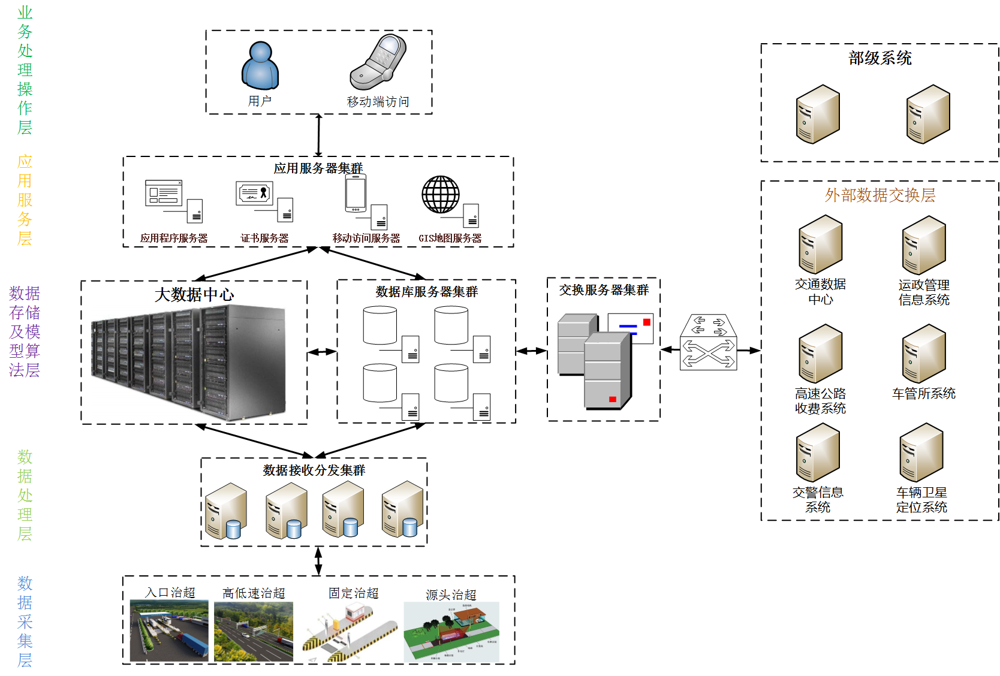 业务处理操作层
用户
移动端访问
部级系统
应用服务层
应用服务器集群
应用程序服务器
证书服务器
移动访问服务器
GIS地图服务器
外部数据交换层
交通数据
中心
运政管理
信息系统
高速公路
收费系统
车管所系统
交警信息
系统
车辆卫星
定位系统
数据
存储
及模
型算
法层
大数据中心
数据库服务器集群
交换服务器集群
数据处理层
数据接收分发集群
数据采集层
入口治超
高低速治超
固定治超
源头治超